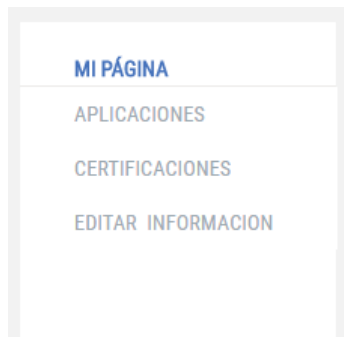 MI PÁGINA
APLICACIONES
CERTIFICACIONES
EDITAR INFORMACION